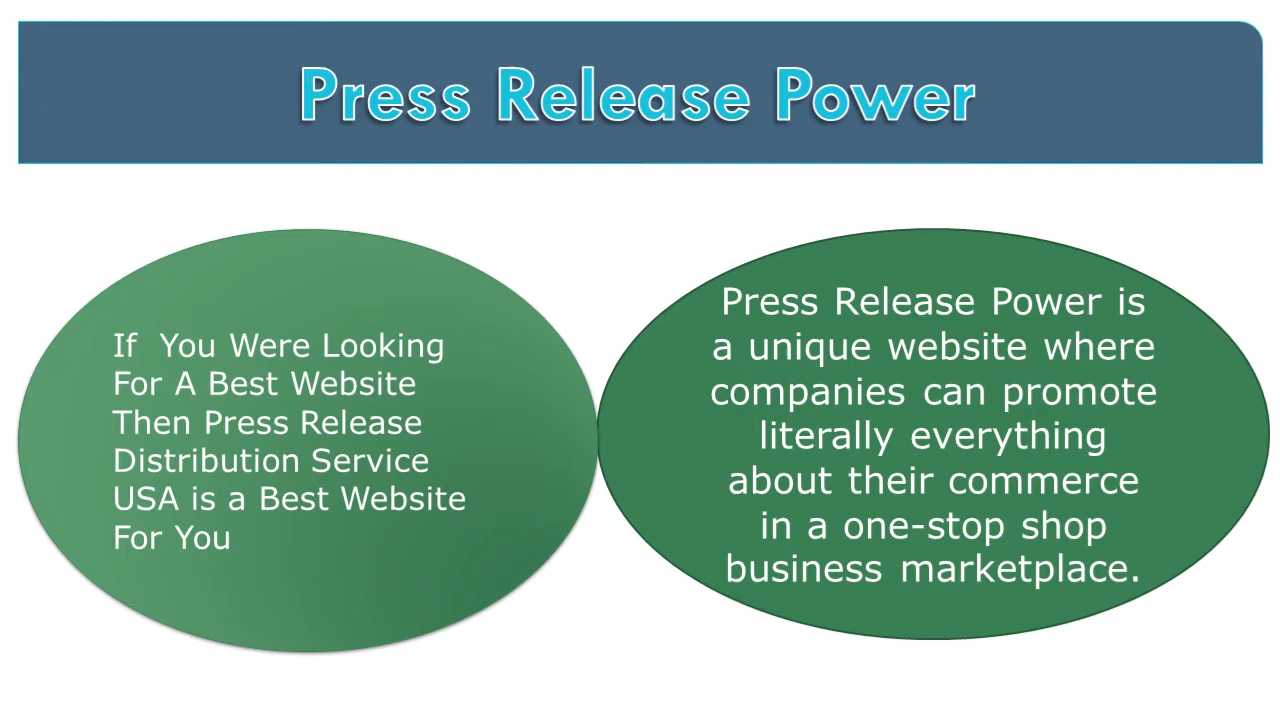 Press Release Power
If  You Were Looking
For A Best Website
Then Press Release
Distribution Service
USA is a Best Website
For You
Press Release Power is
a unique website where
companies can promote
literally everything
about their commerce
in a one-stop shop
business marketplace.